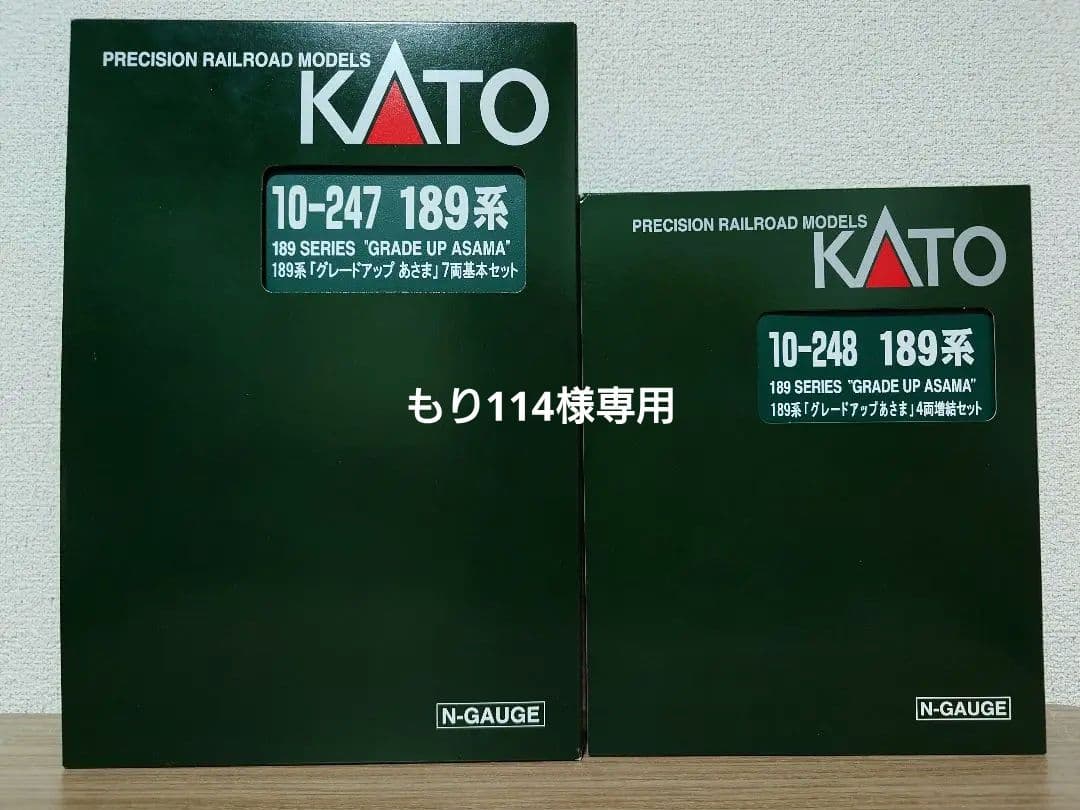 PRECISION RAILROAD MODELS
KATO
10-247 189系
189 SERIES "GRADE UP ASAMA"
189系「グレードアップ あさま」7両基本セット
N-GAUGE
PRECISION RAILROAD MODELS
KATO
10-248 189系
189 SERIES "GRADE UP ASAMA"
189系「グレードアップあさま」4両増結セット
N-GAUGE
もり114様専用